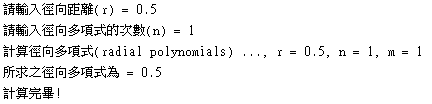 請輸入徑向距離(r) = 0.5
請輸入徑向多項式的次數(n) = 1
計算徑向多項式(radial polynomials) ..., r = 0.5, n = 1, m = 1
所求之徑向多項式為 = 0.5
計算完畢!